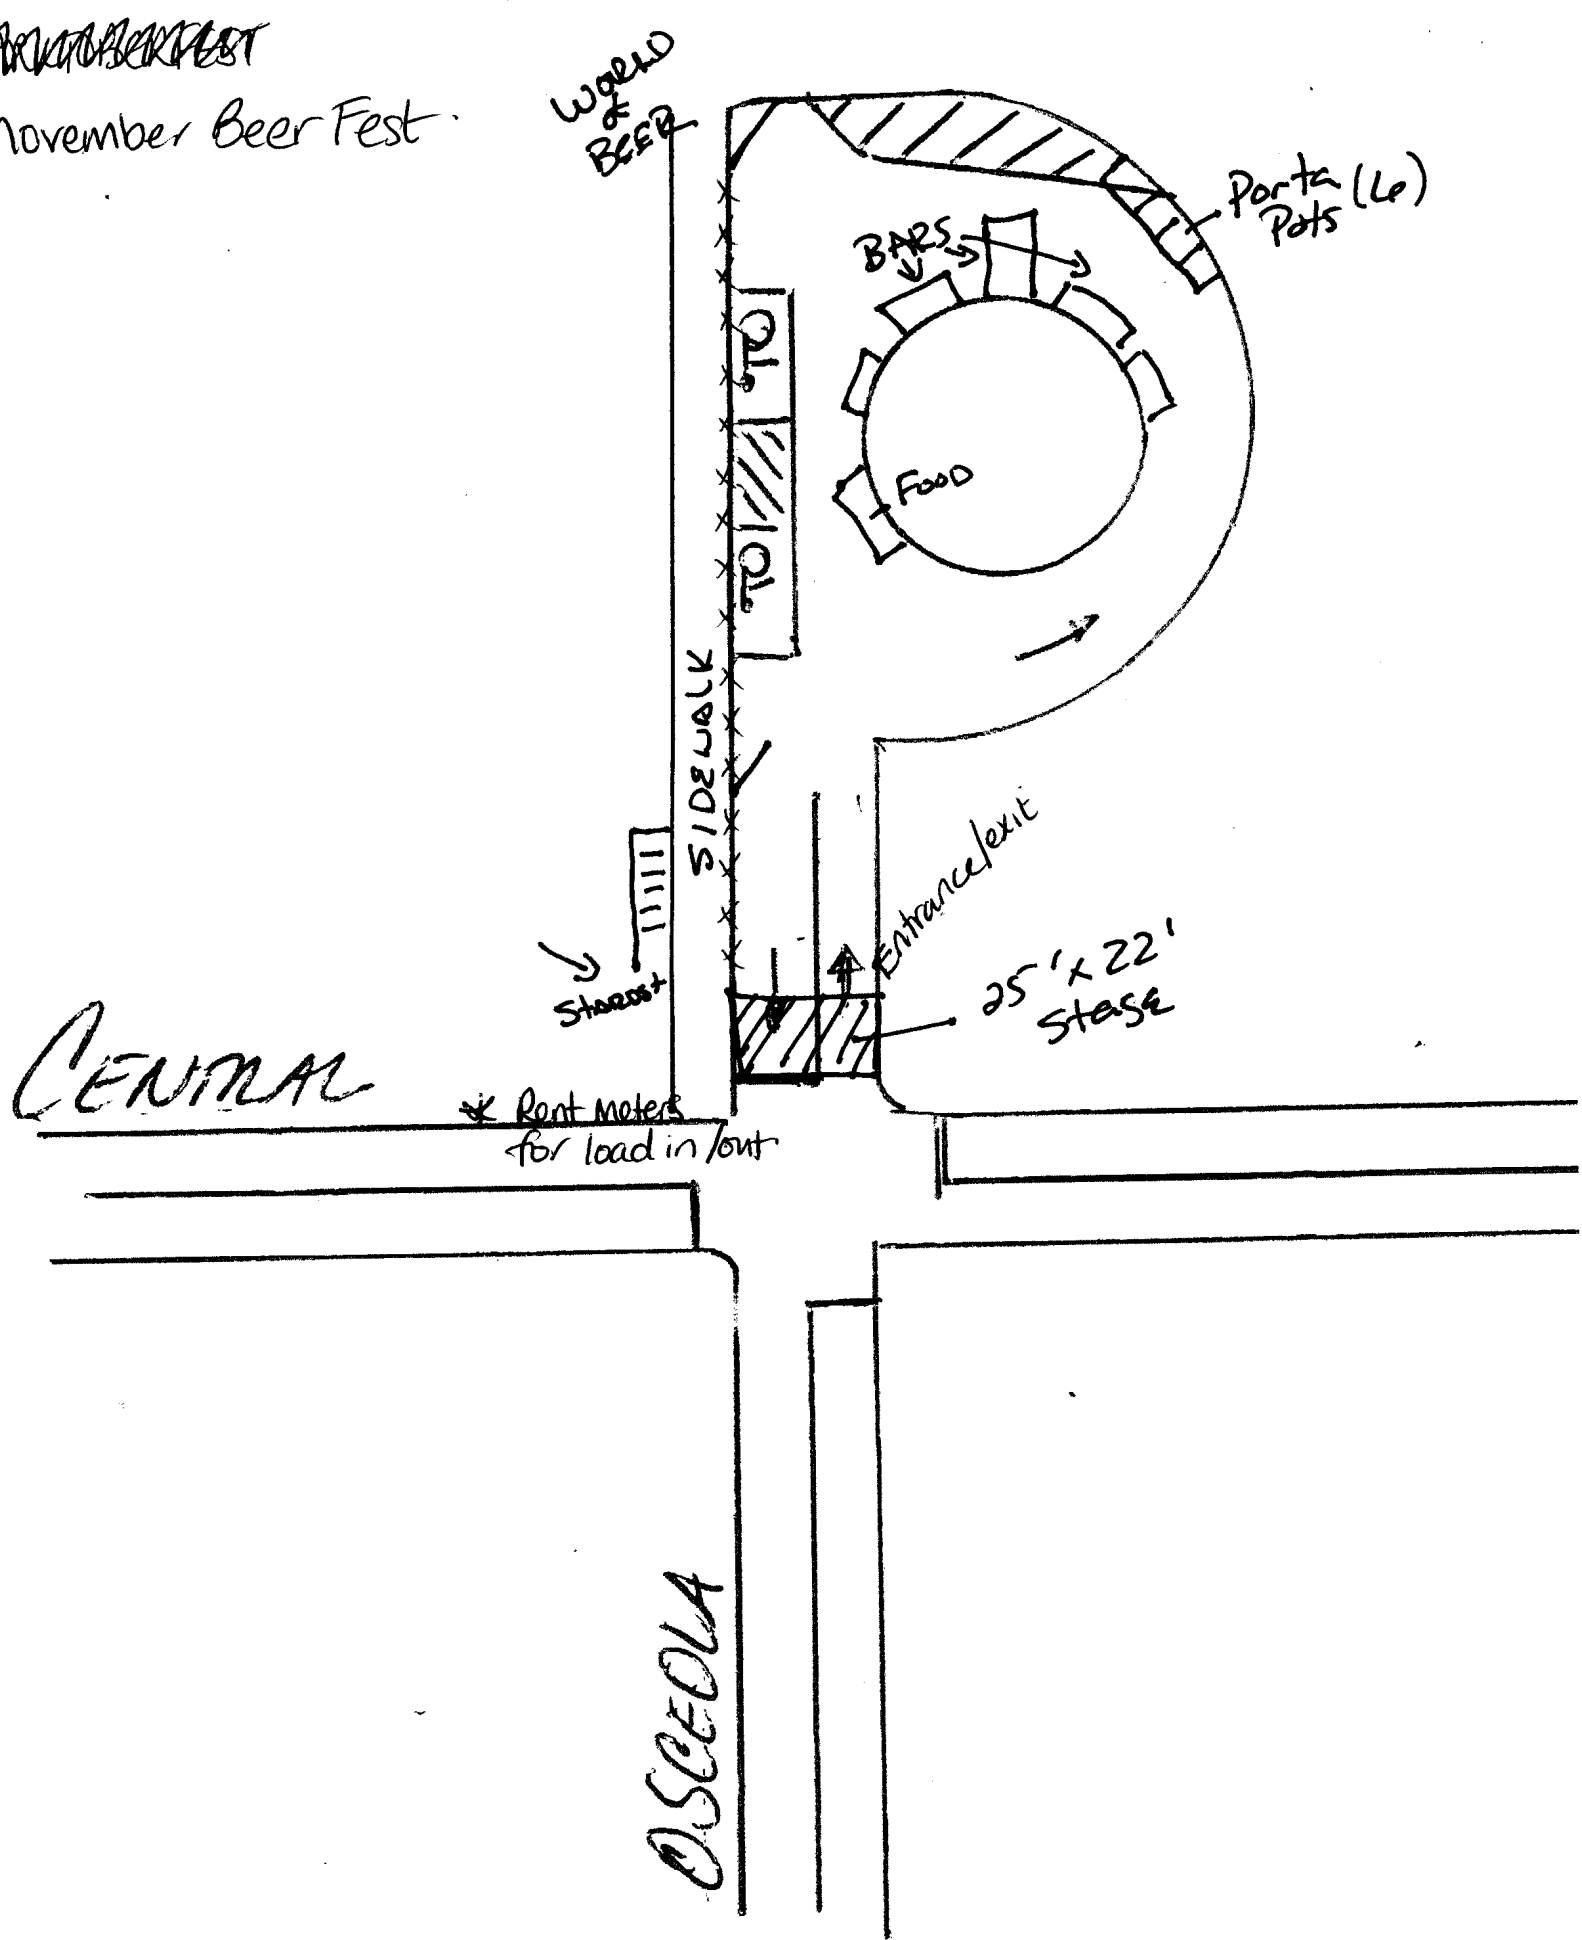 November Beer Fest
WORLD
of
BEER
Porta (6)
Pots
BARS
FOOD
SIDEWALK
Entrance/exit
25' x 22'
Stage
CENTRAL
* Rent meters
for load in/out
OSCEOLA